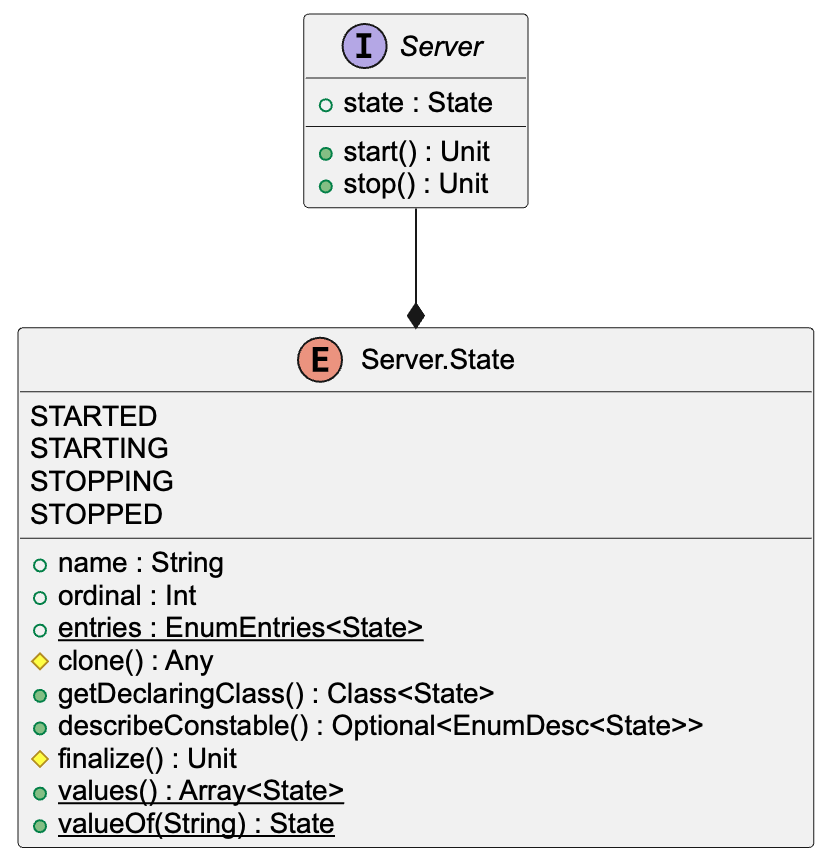 I Server
state : State
start() : Unit
stop() : Unit
E Server.State
STARTED
STARTING
STOPPING
STOPPED
name : String
ordinal : Int
entries : EnumEntries<State>
clone() : Any
getDeclaringClass() : Class<State>
describeConstable() : Optional<EnumDesc<State>>
finalize() : Unit
values() : Array<State>
valueOf(String) : State